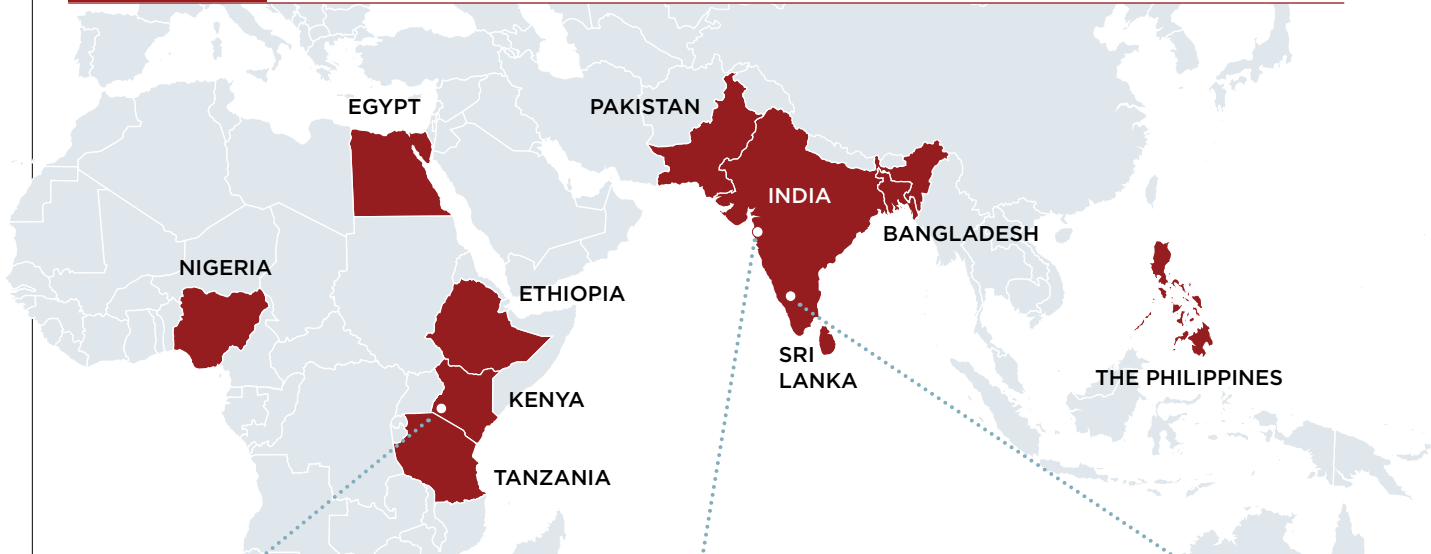 EGYPT
PAKISTAN
INDIA
BANGLADESH
NIGERIA
ETHIOPIA
SRI
LANKA
THE PHILIPPINES
KENYA
TANZANIA